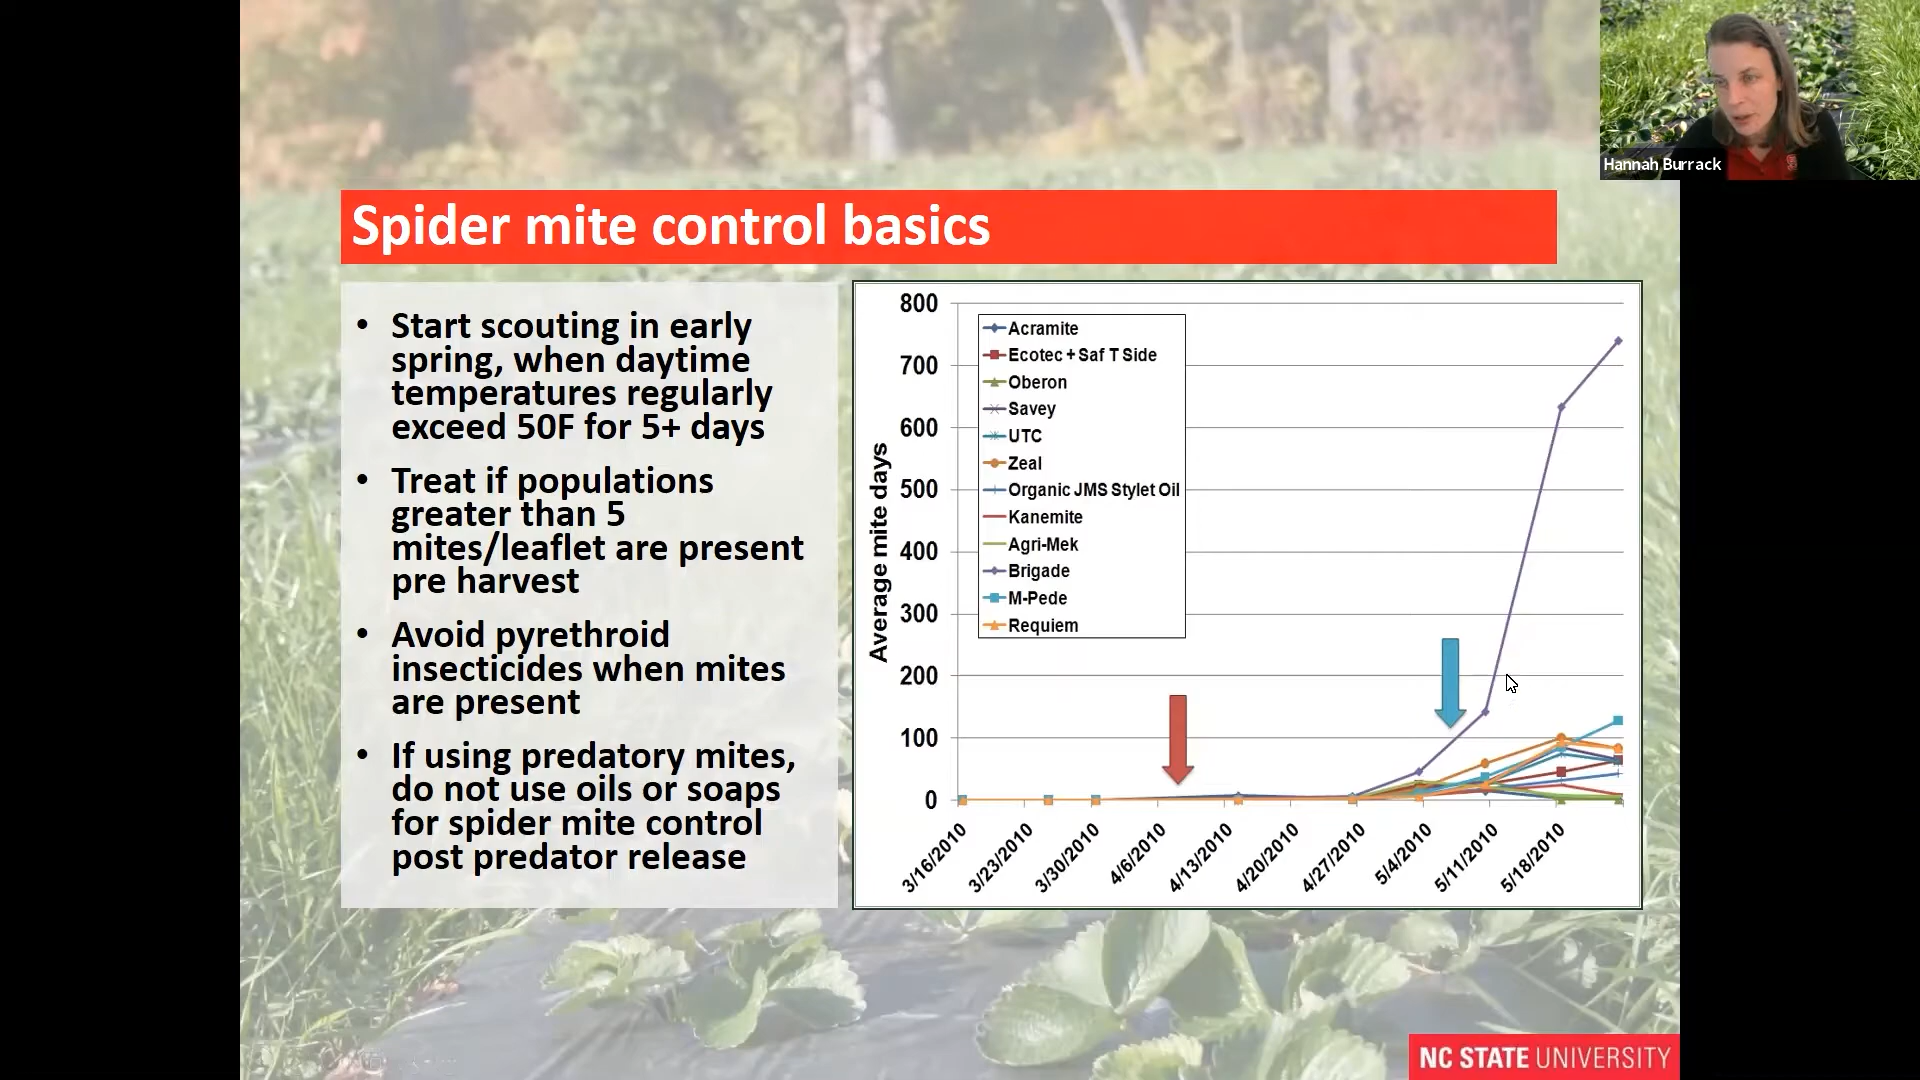 Hannah Burrack
Spider mite control basics
• Start scouting in early
spring, when daytime
temperatures regularly
exceed 50F for 5+ days
• Treat if populations
greater than 5
mites/leaflet are present
pre harvest
• Avoid pyrethroid
insecticides when mites
are present
• If using predatory mites,
do not use oils or soaps
for spider mite control
post predator release
Average mite days
800
700
600
500
400
300
200
100
0
Acramite
Ecotec + Saf T Side
Oberon
Savey
UTC
Zeal
Organic JMS Stylet Oil
Kanemite
Agri-Mek
Brigade
M-Pede
Requiem
3/16/2010
3/23/2010
3/30/2010
4/6/2010
4/13/2010
4/20/2010
4/27/2010
5/4/2010
5/11/2010
5/18/2010
NC STATE UNIVERSITY